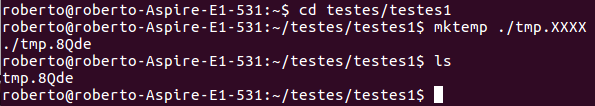 roberto@roberto-Aspire-E1-531:~$ cd testes/testes1
roberto@roberto-Aspire-E1-531:~/testes/testes1$ mktemp ./tmp.XXXX
./tmp.8Qde
roberto@roberto-Aspire-E1-531:~/testes/testes1$ ls
tmp.8Qde
roberto@roberto-Aspire-E1-531:~/testes/testes1$